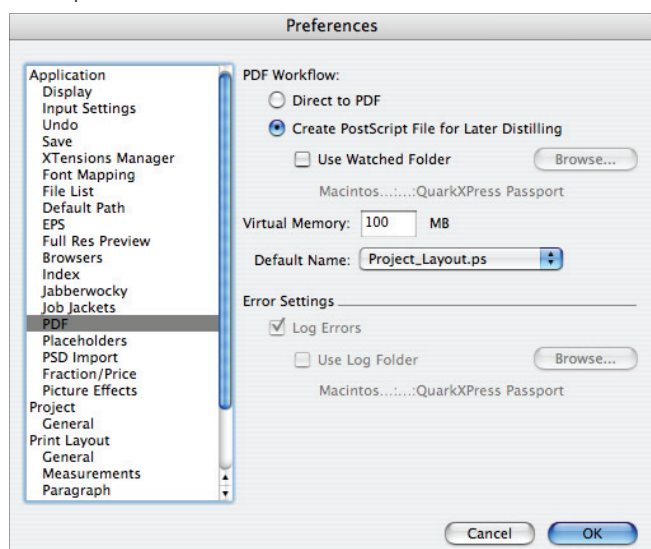 Preferences
Application
Display
Input Settings
Undo
Save
XTensions Manager
Font Mapping
File List
Default Path
EPS
Full Res Preview
Browsers
Index
Jabberwocky
Job Jackets
PDF
Placeholders
PSD Import
Fraction/Price
Picture Effects
Project
General
Print Layout
General
Measurements
Paragraph
PDF Workflow:
Direct to PDF
Create PostScript File for Later Distilling
Use Watched Folder Browse...
Macintos...:...:QuarkXPress Passport
Virtual Memory: 100 MB
Default Name: Project_Layout.ps
Error Settings
Log Errors
Use Log Folder Browse...
Macintos...:...:QuarkXPress Passport
Cancel OK